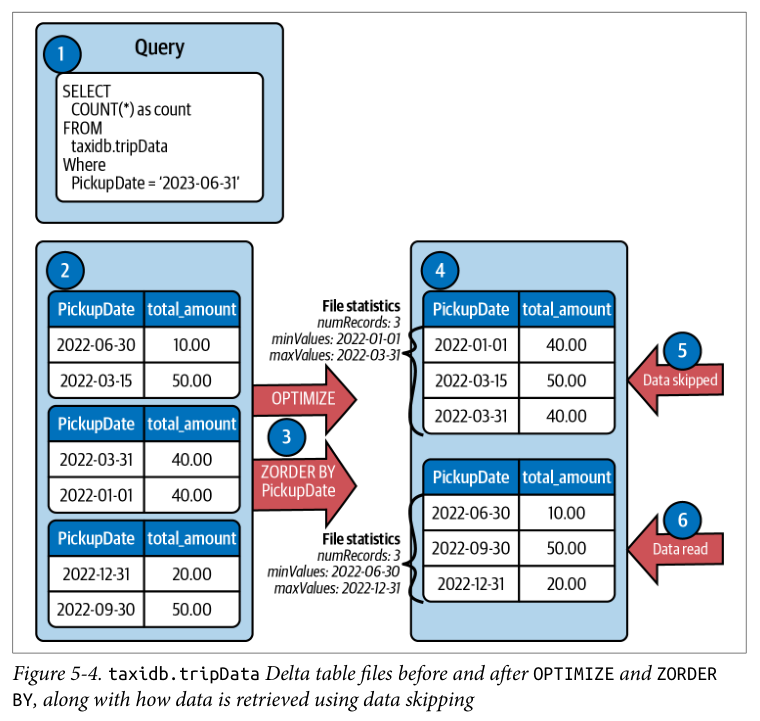 1
Query
SELECT
COUNT(*) as count
FROM
taxidb.tripData
Where
PickupDate = ‘2023-06-31’
2
PickupDate total_amount
2022-06-30 10.00
2022-03-15 50.00
PickupDate total_amount
2022-03-31 40.00
2022-01-01 40.00
PickupDate total_amount
2022-12-31 20.00
2022-09-30 50.00
OPTIMIZE
3
ZORDER BY
PickupDate
File statistics
numRecords: 3
minValues: 2022-01-01
maxValues: 2022-03-31
File statistics
numRecords: 3
minValues: 2022-06-30
maxValues: 2022-12-31
4
PickupDate total_amount
2022-01-01 40.00
2022-03-15 50.00
2022-03-31 40.00
PickupDate total_amount
2022-06-30 10.00
2022-09-30 50.00
2022-12-31 20.00
5
Data skipped
6
Data read
Figure 5-4. taxidb.tripData Delta table files before and after OPTIMIZE and ZORDER
BY, along with how data is retrieved using data skipping